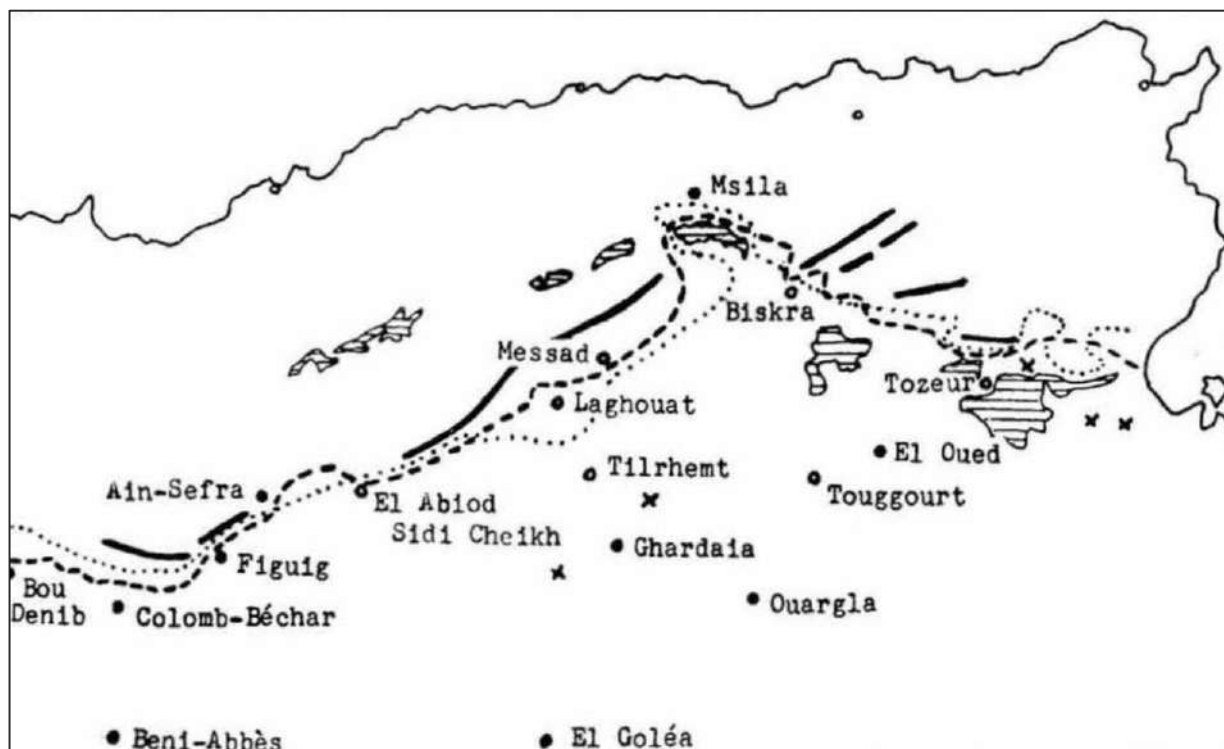 Msila
Biskra
Messad
Tozeur
Laghouat
El Oued
Tilrhemt
Touggourt
Ain-Sefra
El Abiod
Sidi Cheikh
Ghardaia
Figuig
Bou
Denib
Colomb-Béchar
Ouargla
Beni-Abbès
El Goléa